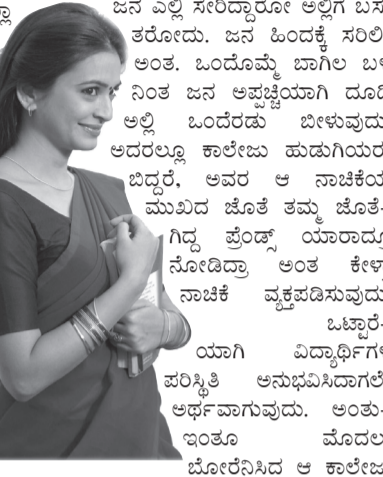 ಜನ ಎಲ್ಲಿ ಸೇರಿದ್ದಾರೋ ಅಲ್ಲಿಗೆ ಬಸ
ತರೋದು. ಜನ ಹಿಂದಕ್ಕೆ ಸರಿಲಿ
ಅಂತ. ಒಂದೊಮ್ಮೆ ಬಾಗಿಲ ಬಳಿ
ನಿಂತ ಜನ ಅಪ್ಪಚ್ಚಿಯಾಗಿ ದೂಡಿ
ಅಲ್ಲಿ ಒಂದೆರಡು ಬೀಳುವುದು
ಅದರಲ್ಲೂ ಕಾಲೇಜು ಹುಡುಗಿಯರ
ಬಿದ್ದರೆ, ಅವರ ಆ ನಾಚಿಕೆಯ
ಮುಖದ ಜೊತೆ ತಮ್ಮ ಜೊತೆ-
ಗಿದ್ದ ಫ್ರೆಂಡ್ಸ್ ಯಾರಾದ್ರೂ
ನೋಡಿದ್ರಾ ಅಂತ ಕೇಳಿ
ನಾಚಿಕೆ ವ್ಯಕ್ತಪಡಿಸುವುದು
ಒಟ್ಟಾರೆ-
ಯಾಗಿ ವಿದ್ಯಾರ್ಥಿಗಳ
ಪರಿಸ್ಥಿತಿ ಅನುಭವಿಸಿದಾಗಲೆ
ಅರ್ಥವಾಗುವುದು. ಅಂತು-
ಇಂತೂ ಮೊದಲ
ಬೋರೆನಿಸಿದ ಆ ಕಾಲೇಜು